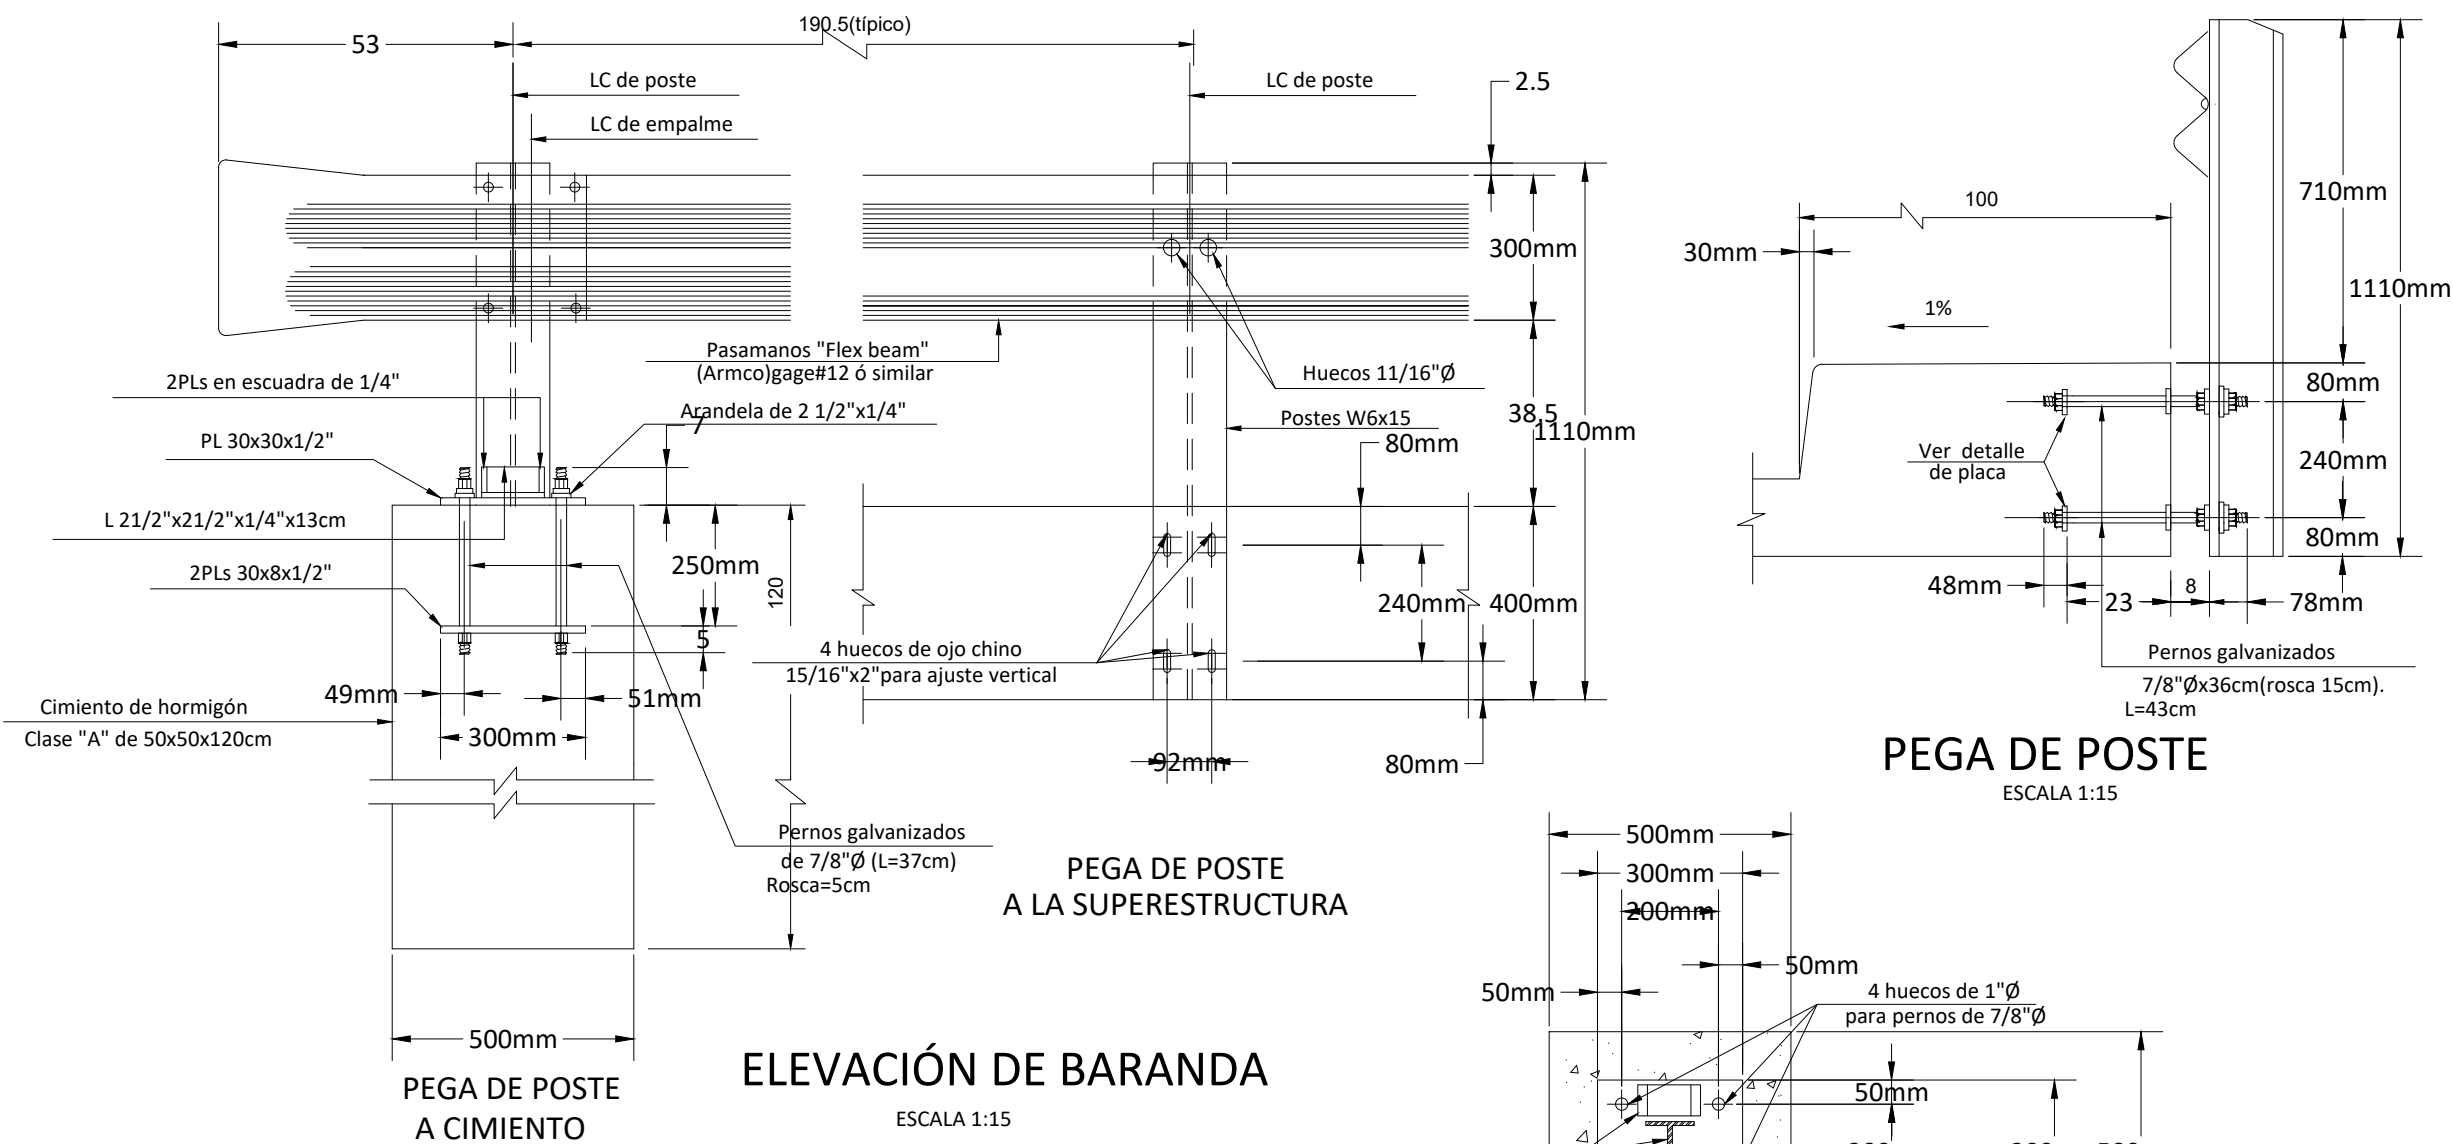 53
190.5(típico)
LC de poste
LC de empalme
LC de poste
2.5
300mm
Pasamanos "Flex beam"
(Armco)gage#12 ó similar
2PLs en escuadra de 1/4"
Arandela de 2 1/2"x1/4"
7
PL 30x30x1/2"
L 21/2"x21/2"x1/4"x13cm
2PLs 30x8x1/2"
Huecos 11/16"Ø
Postes W6x15
38.5
1110mm
80mm
250mm
120
5
240mm
400mm
4 huecos de ojo chino
15/16"x2"para ajuste vertical
49mm
51mm
300mm
Cimiento de hormigón
Clase "A" de 50x50x120cm
92mm
80mm
Pernos galvanizados
de 7/8"Ø (L=37cm)
Rosca=5cm
PEGA DE POSTE
A LA SUPERESTRUCTURA
500mm
PEGA DE POSTE
A CIMIENTO
ELEVACIÓN DE BARANDA
ESCALA 1:15
100
30mm
1%
710mm
1110mm
80mm
240mm
80mm
Ver detalle
de placa
48mm
23
8
78mm
Pernos galvanizados
7/8"Øx36cm(rosca 15cm).
L=43cm
PEGA DE POSTE
ESCALA 1:15
500mm
300mm
200mm
50mm
50mm
4 huecos de 1"Ø
para pernos de 7/8"Ø
50mm